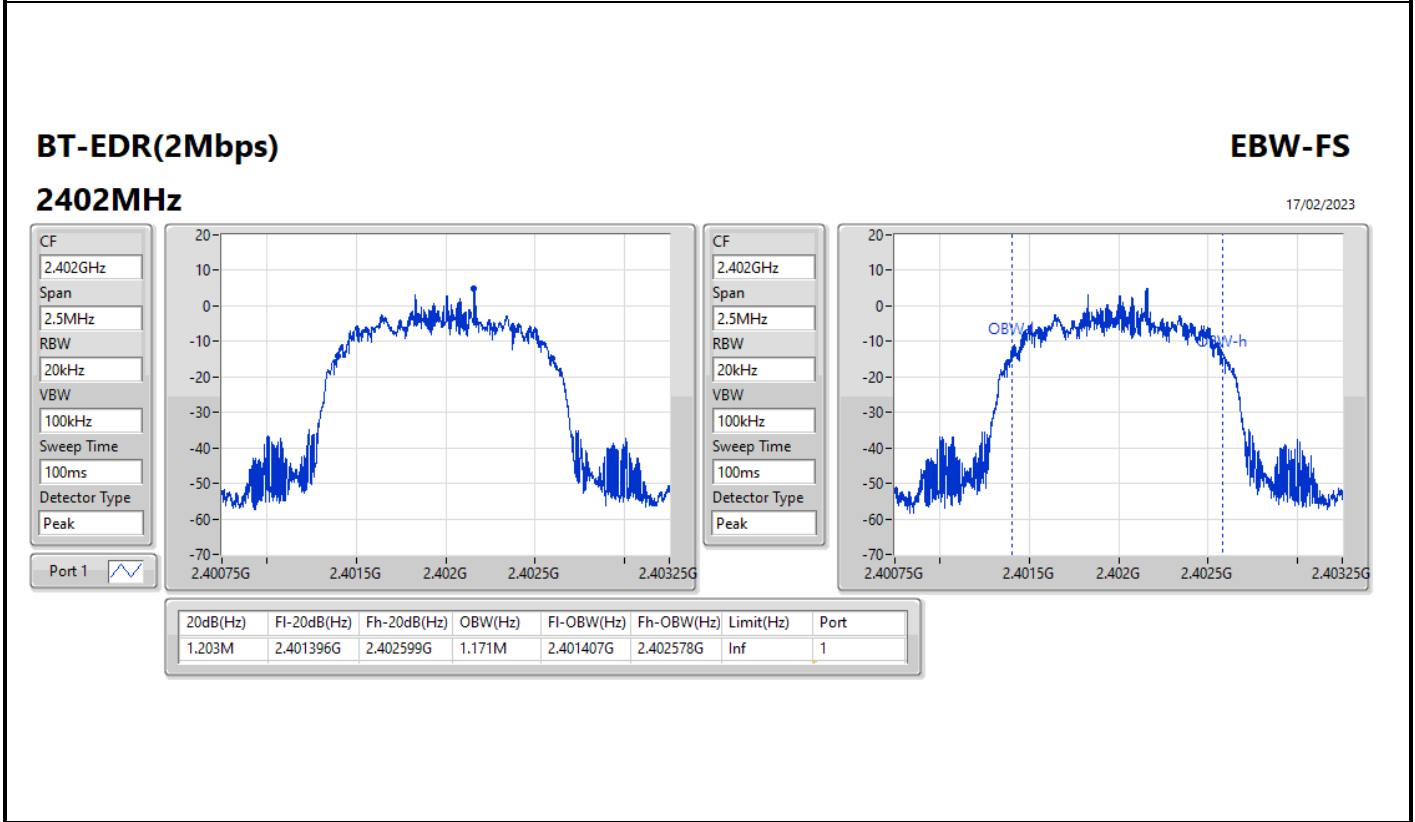 BT-EDR(2Mbps)
EBW-FS
2402MHz
17/02/2023
CF
2.402GHz
Span
2.5MHz
RBW
20kHz
VBW
100kHz
Sweep Time
100ms
Detector Type
Peak
Port 1
20
10
0
-10
-20
-30
-40
-50
-60
-70
2.40075G 2.4015G 2.402G 2.4025G 2.40325G
CF
2.402GHz
Span
2.5MHz
RBW
20kHz
VBW
100kHz
Sweep Time
100ms
Detector Type
Peak
20
10
0
-10
-20
-30
-40
-50
-60
-70
OBW-l
OBW-h
2.40075G 2.4015G 2.402G 2.4025G 2.40325G
20dB(Hz) Fl-20dB(Hz) Fh-20dB(Hz) OBW(Hz) Fl-OBW(Hz) Fh-OBW(Hz) Limit(Hz) Port
1.203M 2.401396G 2.402599G 1.171M 2.401407G 2.402578G Inf 1